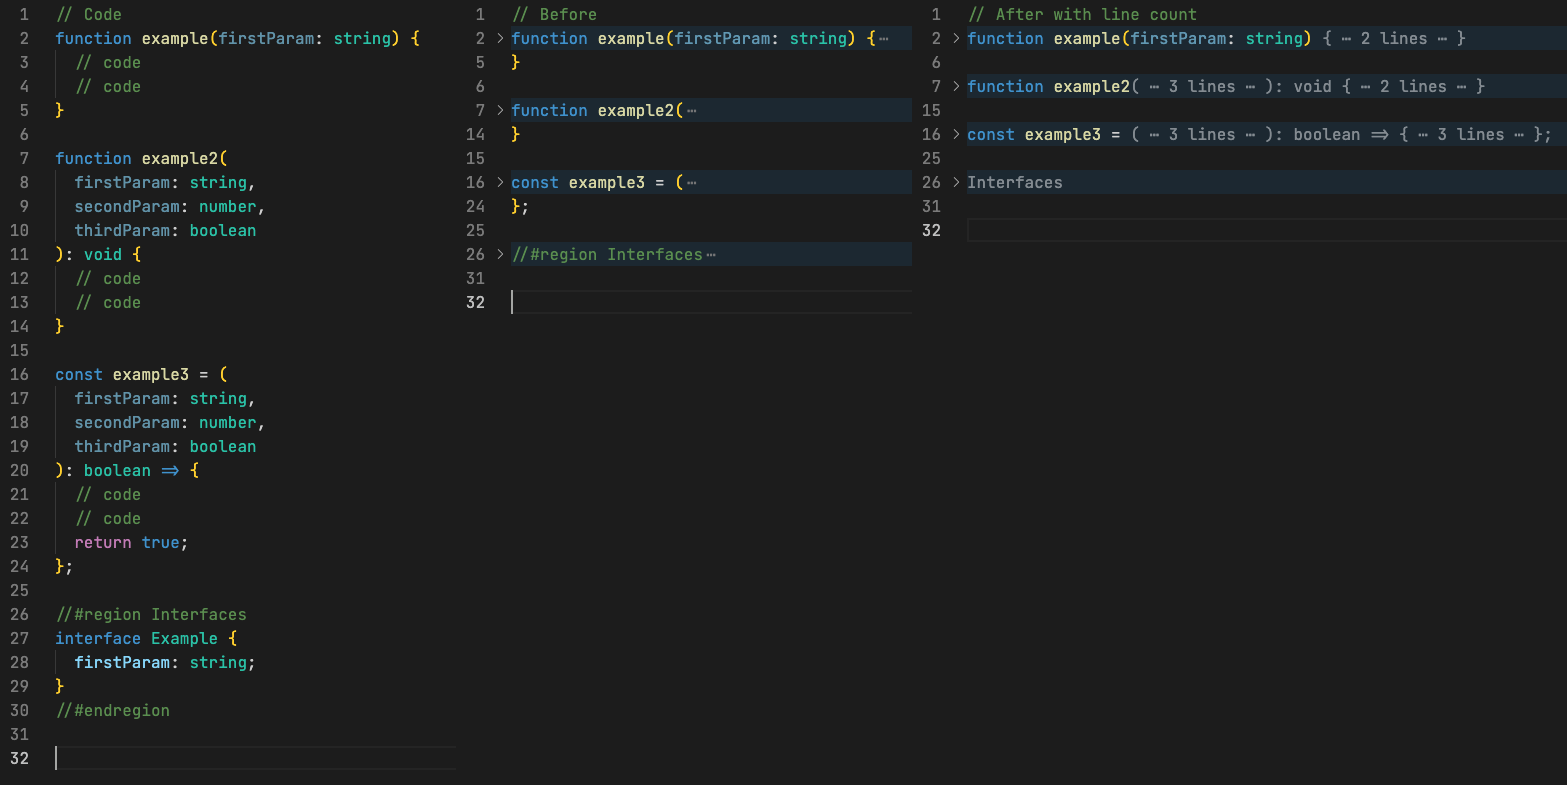 1 // Code
2 function example(firstParam: string) {
3 // code
4 // code
5 }
6
7 function example2(
8 firstParam: string,
9 secondParam: number,
10 thirdParam: boolean
11 ): void {
12 // code
13 // code
14 }
15
16 const example3 = (
17 firstParam: string,
18 secondParam: number,
19 thirdParam: boolean
20 ): boolean => {
21 // code
22 // code
23 return true;
24 };
25
26 //#region Interfaces
27 interface Example {
28 firstParam: string;
29 }
30 //#endregion
31
32
1 // Before
2 > function example(firstParam: string) {⋯
5 }
6
7 > function example2(⋯
14 }
15
16 > const example3 = (⋯
24 };
25
26 > //#region Interfaces⋯
31
32
1 // After with line count
2 > function example(firstParam: string) { ⋯ 2 lines ⋯ }
6
7 > function example2( ⋯ 3 lines ⋯ ): void { ⋯ 2 lines ⋯ }
15
16 > const example3 = ( ⋯ 3 lines ⋯ ): boolean => { ⋯ 3 lines ⋯ };
25
26 > Interfaces
31
32